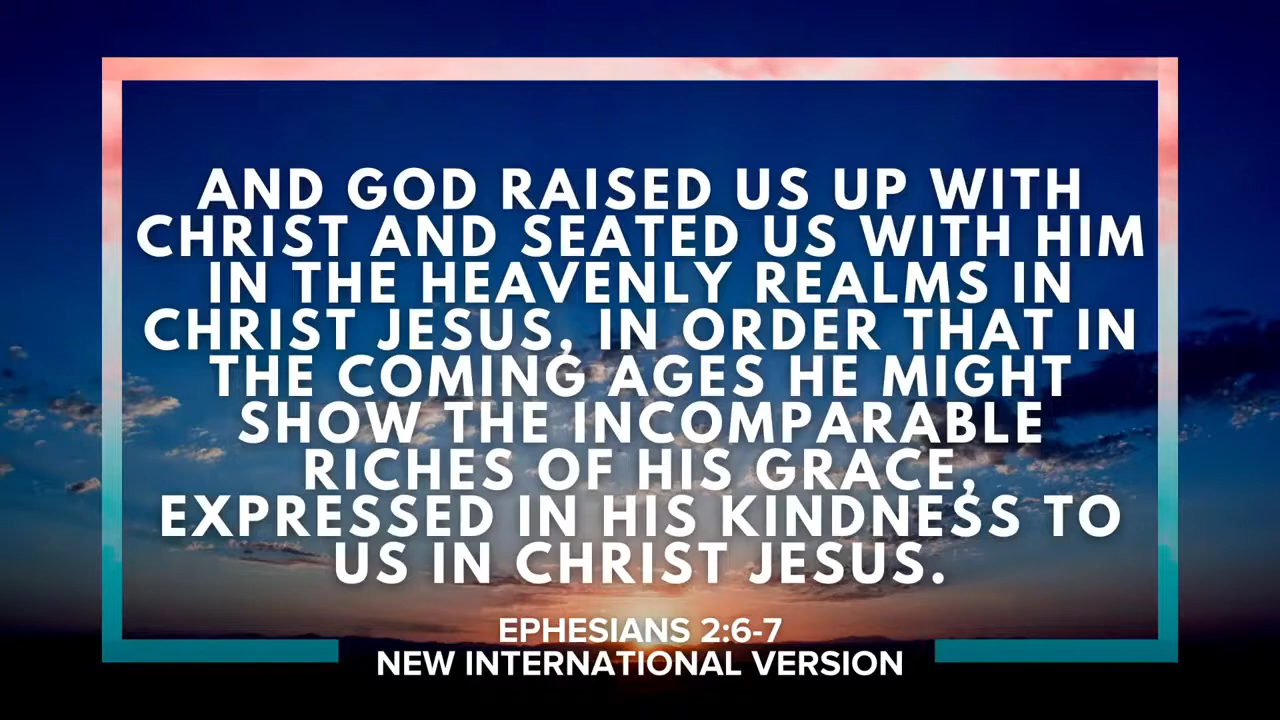 AND GOD RAISED US UP WITH
CHRIST AND SEATED US WITH HIM
IN THE HEAVENLY REALMS IN
CHRIST JESUS, IN ORDER THAT IN
THE COMING AGES HE MIGHT
SHOW THE INCOMPARABLE
RICHES OF HIS GRACE,
EXPRESSED IN HIS KINDNESS TO
US IN CHRIST JESUS.
EPHESIANS 2:6-7
NEW INTERNATIONAL VERSION